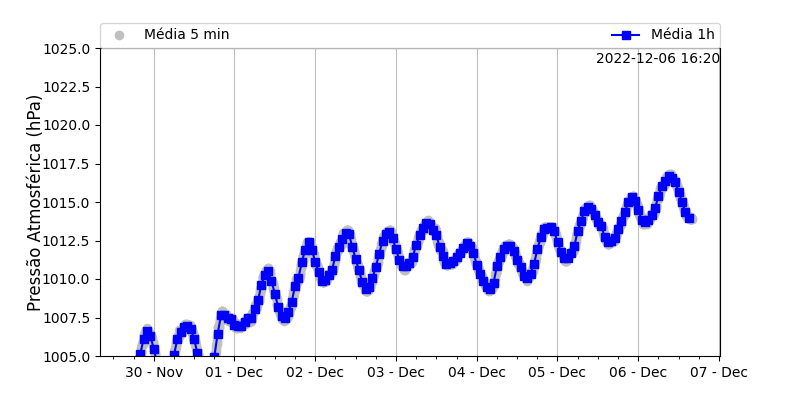 Média 5 min
Média 1h
2022-12-06 16:20
Pressão Atmosférica (hPa)
1025.0
1022.5
1020.0
1017.5
1015.0
1012.5
1010.0
1007.5
1005.0
30 - Nov
01 - Dec
02 - Dec
03 - Dec
04 - Dec
05 - Dec
06 - Dec
07 - Dec